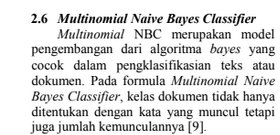 2.6 Multinomial Naive Bayes Classifier
Multinomial NBC merupakan model
pengembangan dari algoritma bayes yang
cocok dalam pengklasifikasian teks atau
dokumen. Pada formula Multinomial Naive
Bayes Classifier, kelas dokumen tidak hanya
ditentukan dengan kata yang muncul tetapi
juga jumlah kemunculannya [9].